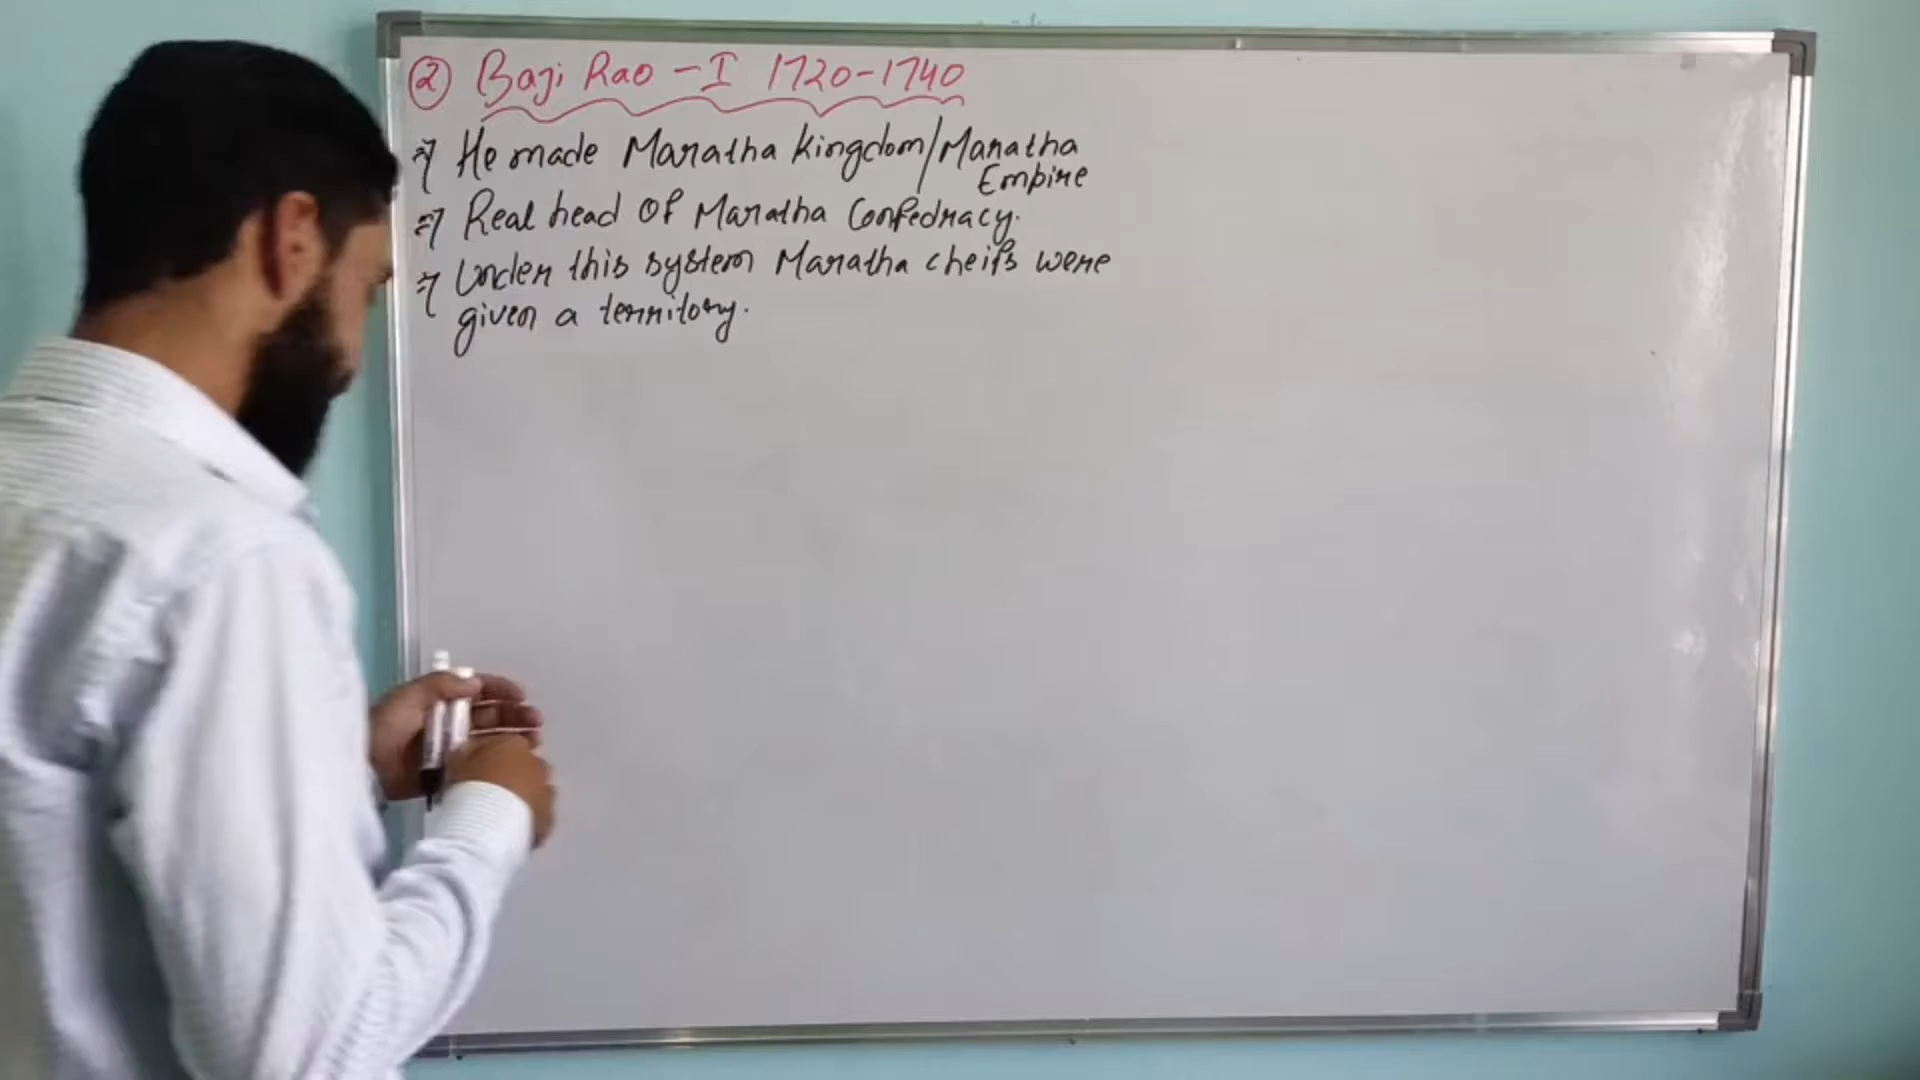 ② Baji Rao - I 1720-1740
⇒ He made Maratha Kingdom/Maratha
Empire
⇒ Real head Of Maratha Confedracy.
⇒ Under this system Maratha cheifs were
given a territory.